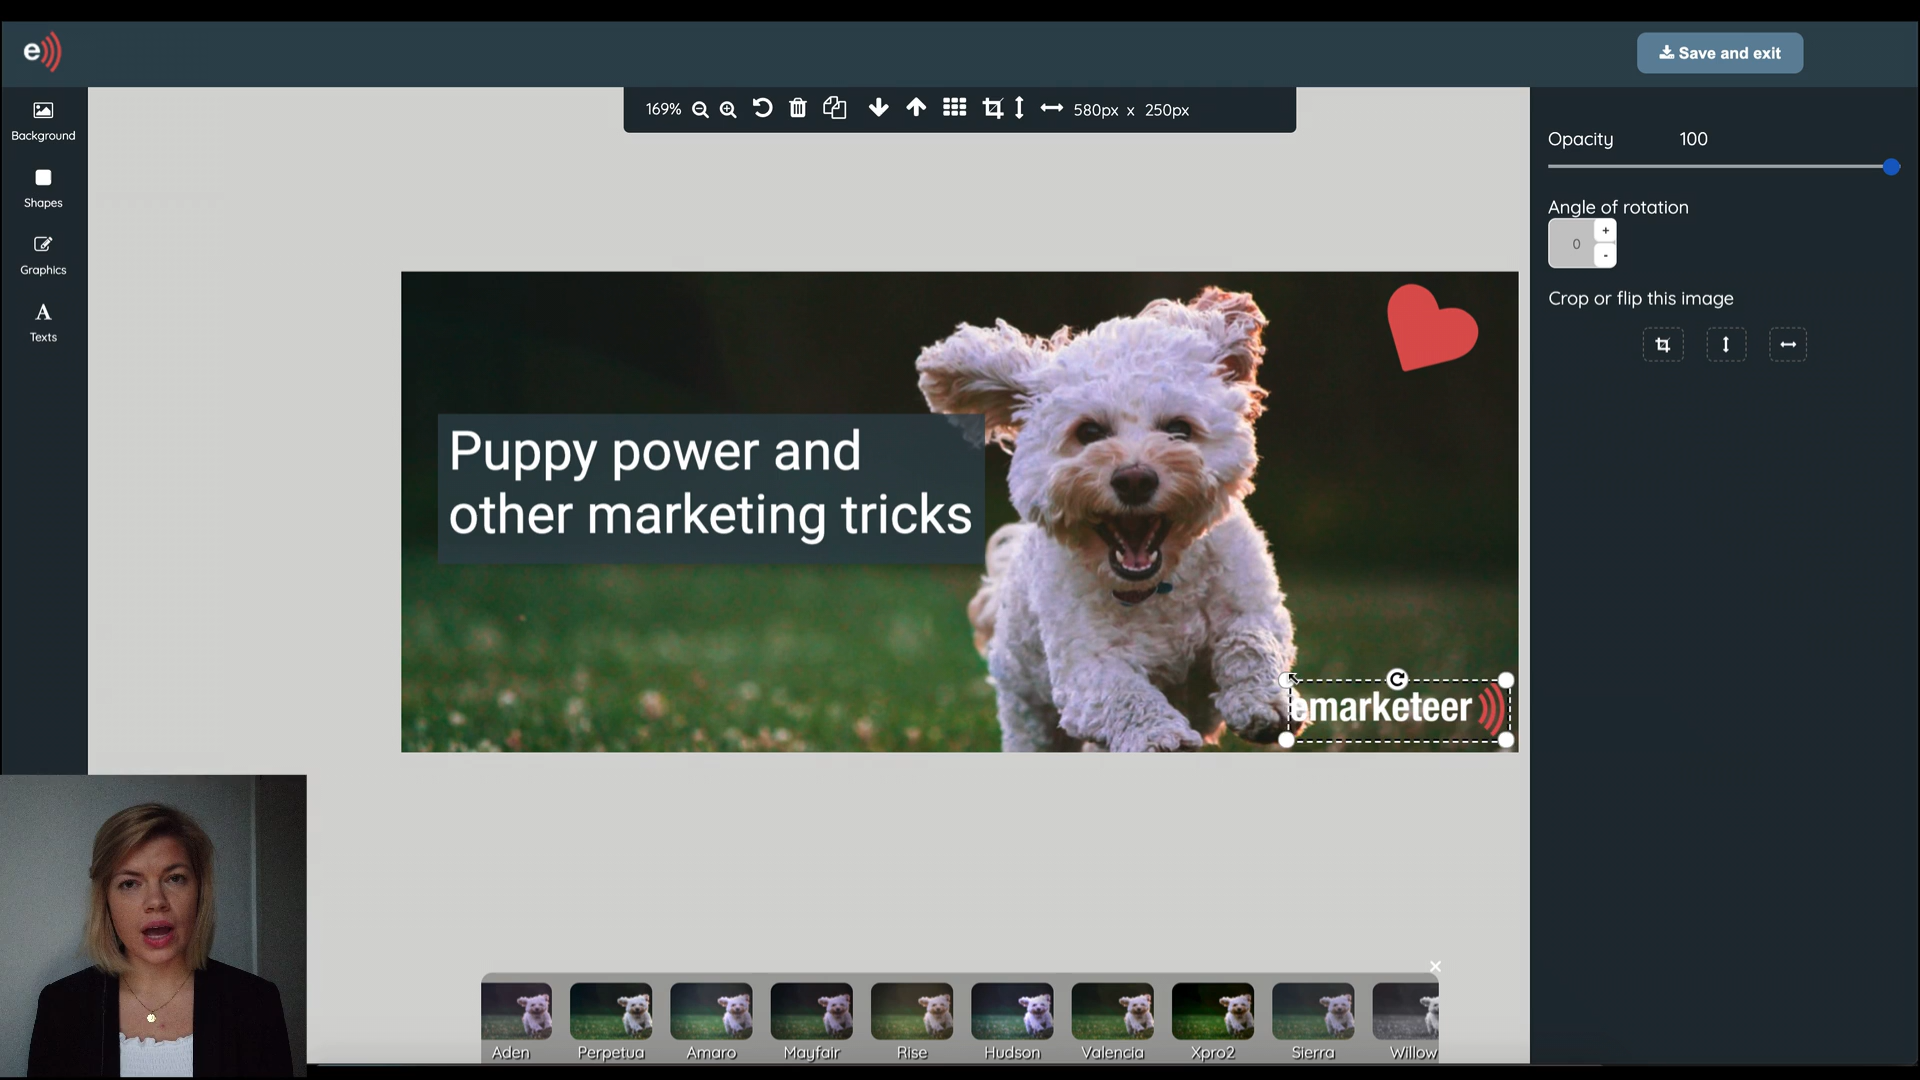 e
Save and exit
169%
580px x 250px
Background
Shapes
Graphics
A
Texts
Opacity 100
Angle of rotation
0
+
-
Crop or flip this image
Puppy power and
other marketing tricks
emarketeer
Aden Perpetua Amaro Mayfair Rise Hudson Valencia Xpro2 Sierra Willow